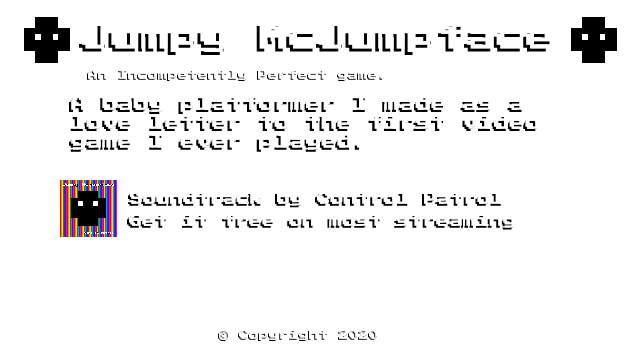 Jumpy McJumpface
An Incompetently Perfect game.
A baby platformer I made as a
love letter to the first video
game I ever played.
Soundtrack by Control Patrol
Get it free on most streaming
© Copyright 2020